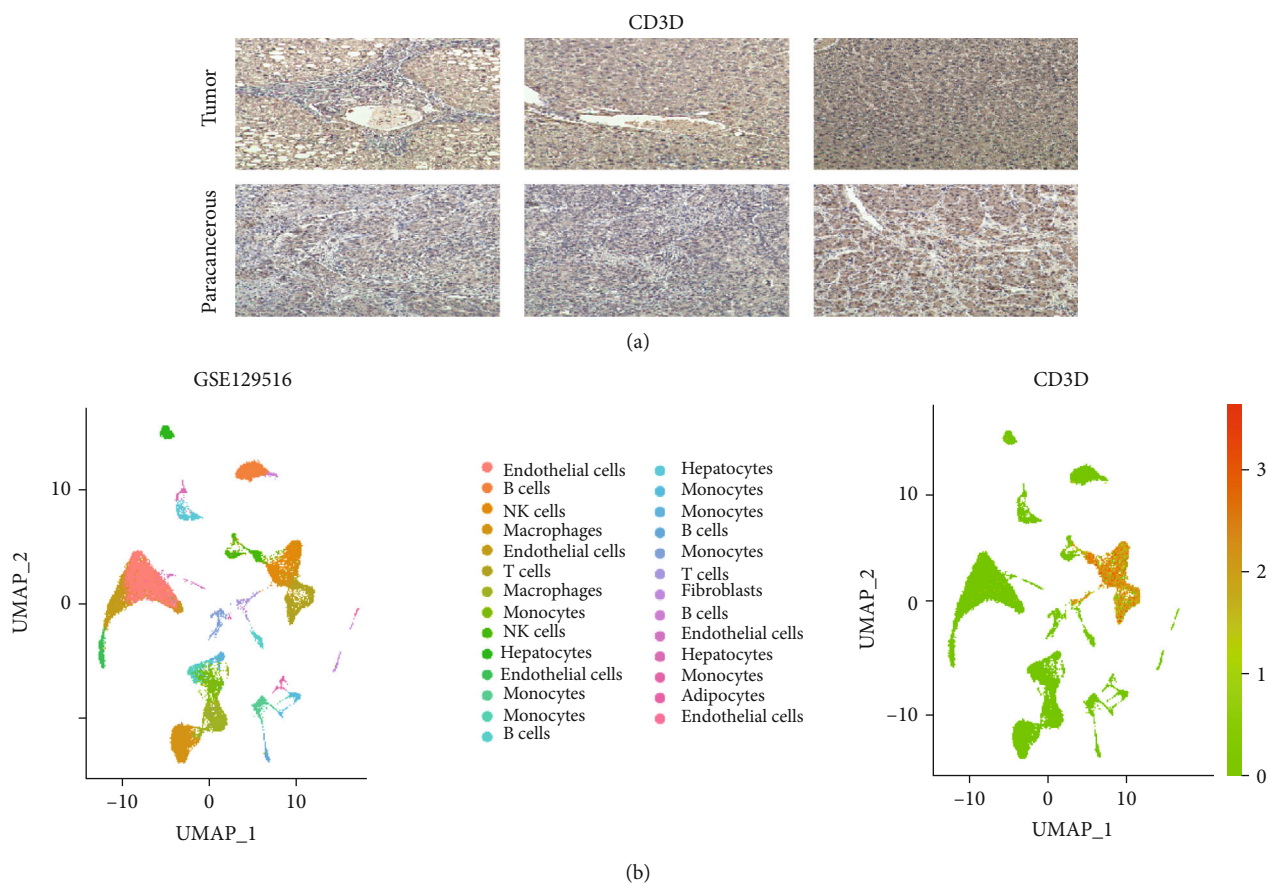 CD3D
Tumor
Paracancerous
(a)
GSE129516
10
0
UMAP_2
−10
0
10
UMAP_1
Endothelial cells
B cells
NK cells
Macrophages
Endothelial cells
T cells
Macrophages
Monocytes
NK cells
Hepatocytes
Endothelial cells
Monocytes
Monocytes
B cells
Hepatocytes
Monocytes
Monocytes
B cells
Monocytes
T cells
Fibroblasts
B cells
Endothelial cells
Hepatocytes
Monocytes
Adipocytes
Endothelial cells
CD3D
10
0
−10
UMAP_2
−10
0
10
UMAP_1
3
2
1
0
(b)